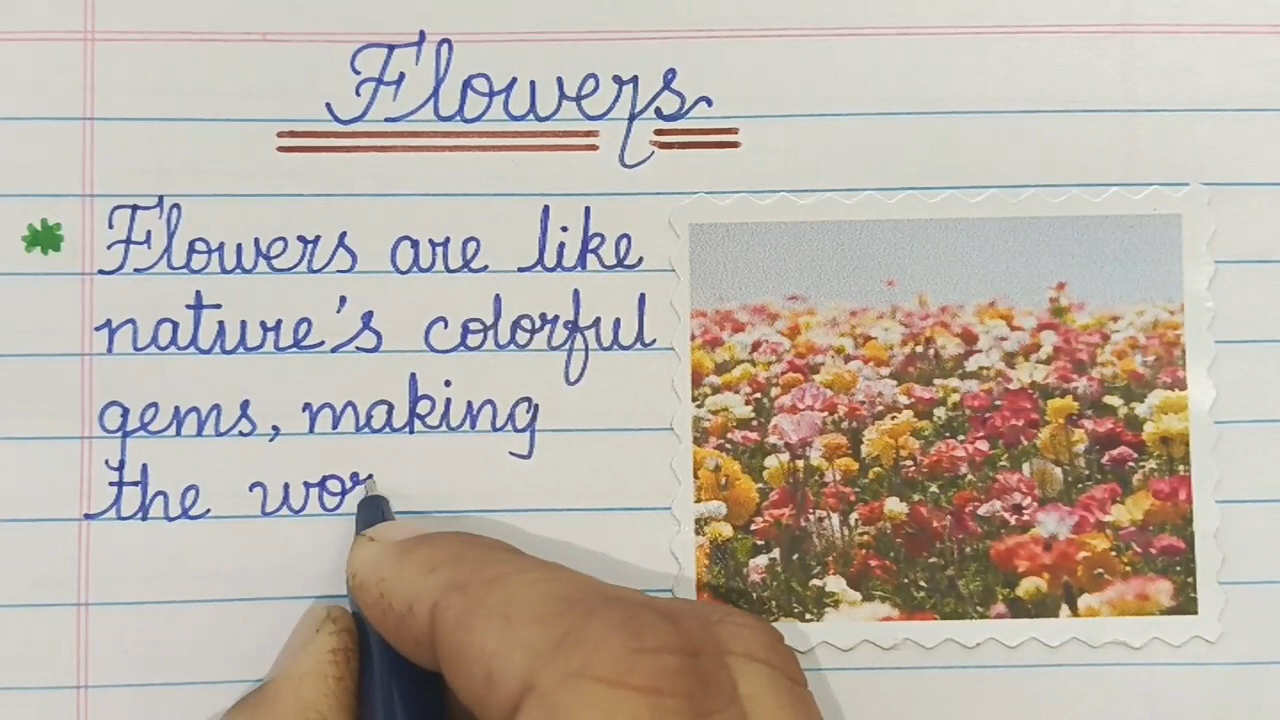 Flowers
* Flowers are like
nature's colorful
gems, making
the wor